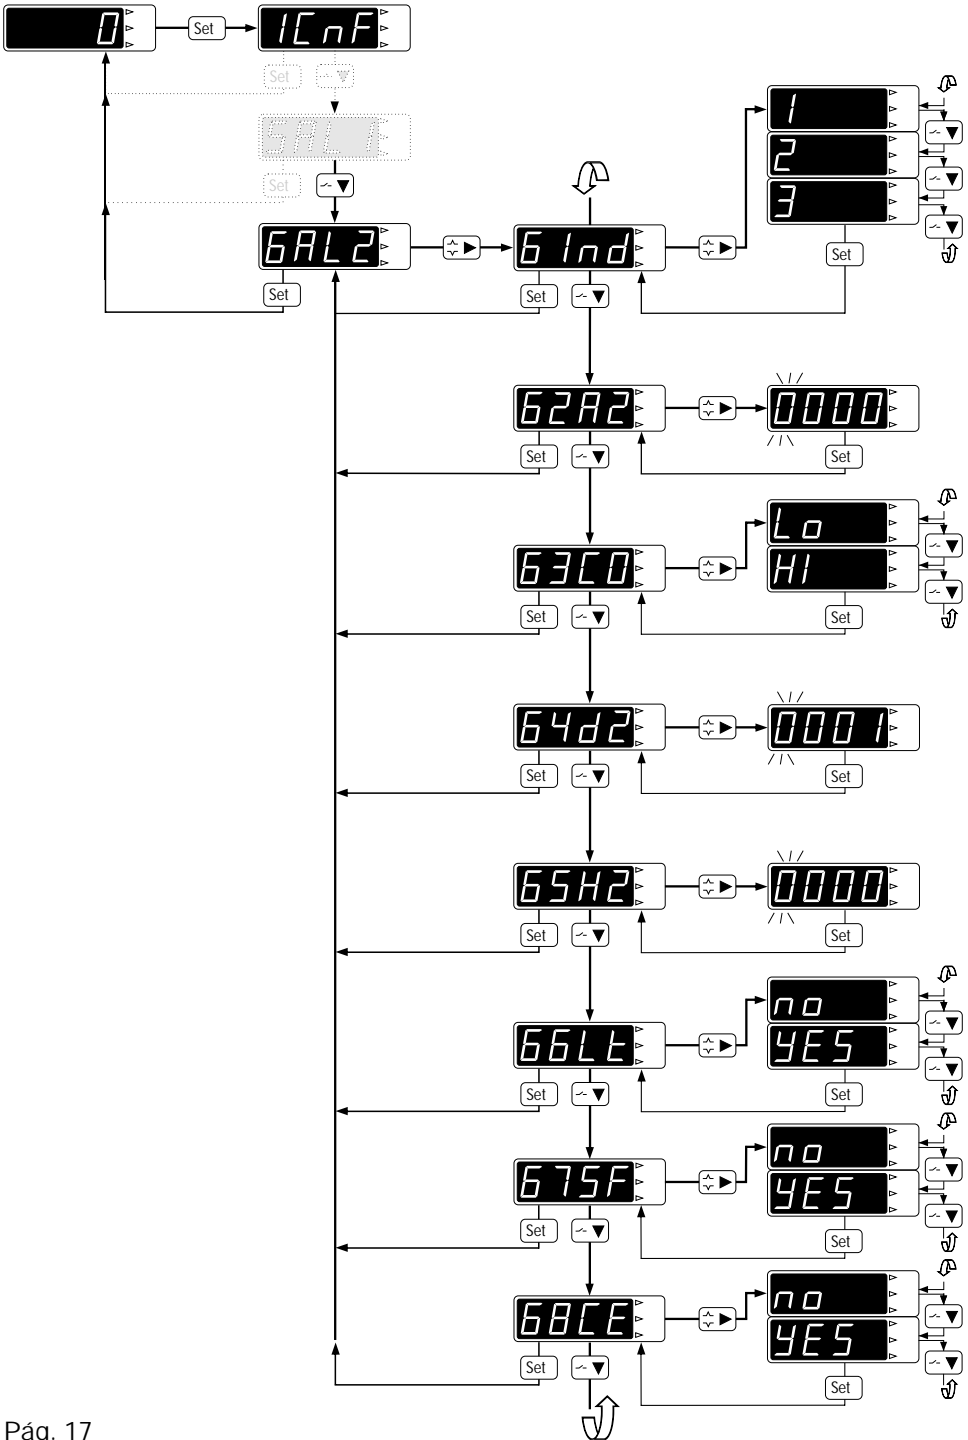 0
Set
1CnF
Set
5AL1
Set
6AL2
Set
61nd
Set
1
2
3
Set
62A2
Set
0000
Set
63C0
Set
Lo
HI
Set
64d2
Set
0001
Set
65H2
Set
0000
Set
66Lt
Set
no
YES
Set
67SF
Set
no
YES
Set
68CE
Set
no
YES
Set
Pág. 17